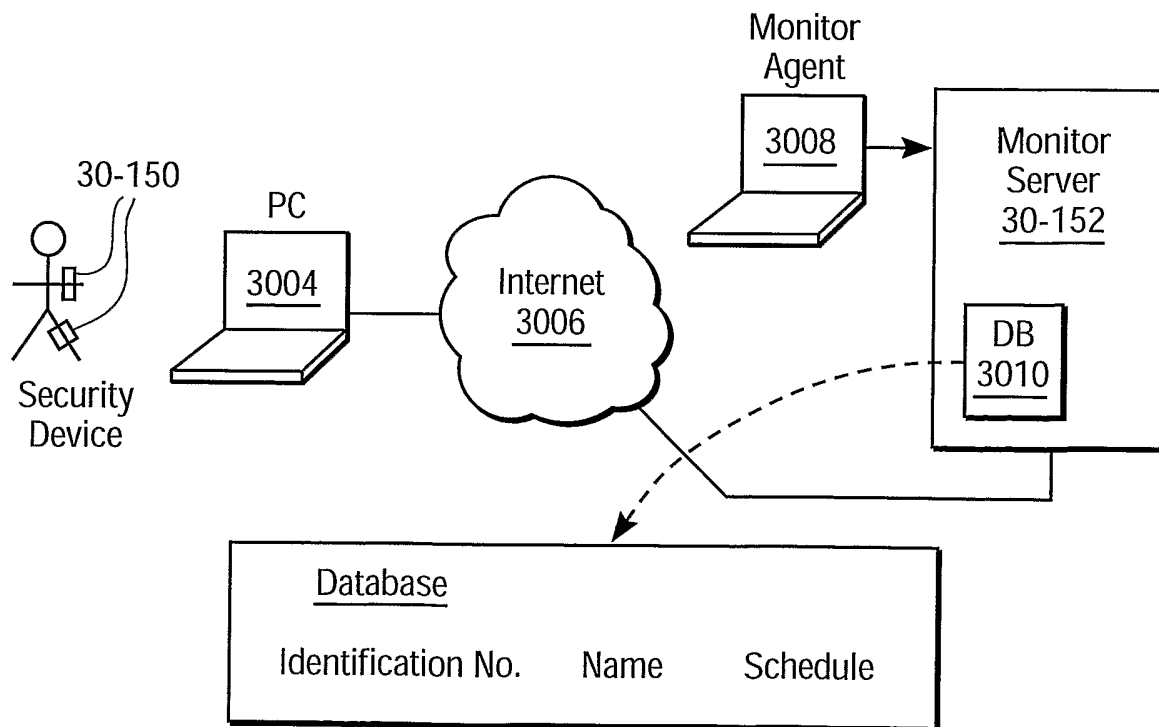 Monitor
Agent
3008
Monitor
Server
30-152
30-150
PC
3004
Internet
3006
DB
3010
Security
Device
Database
Identification No. Name Schedule